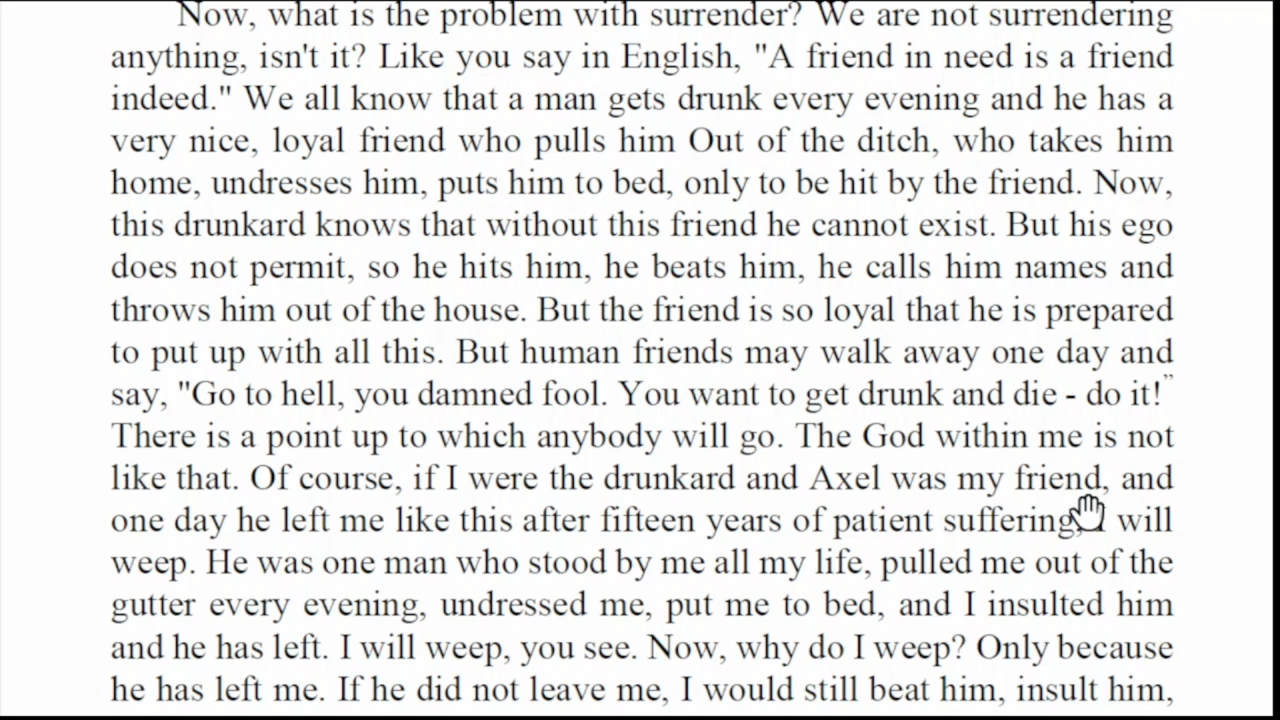 Now, what is the problem with surrender? We are not surrendering
anything, isn't it? Like you say in English, "A friend in need is a friend
indeed." We all know that a man gets drunk every evening and he has a
very nice, loyal friend who pulls him Out of the ditch, who takes him
home, undresses him, puts him to bed, only to be hit by the friend. Now,
this drunkard knows that without this friend he cannot exist. But his ego
does not permit, so he hits him, he beats him, he calls him names and
throws him out of the house. But the friend is so loyal that he is prepared
to put up with all this. But human friends may walk away one day and
say, "Go to hell, you damned fool. You want to get drunk and die - do it!”
There is a point up to which anybody will go. The God within me is not
like that. Of course, if I were the drunkard and Axel was my friend, and
one day he left me like this after fifteen years of patient suffering, I will
weep. He was one man who stood by me all my life, pulled me out of the
gutter every evening, undressed me, put me to bed, and I insulted him
and he has left. I will weep, you see. Now, why do I weep? Only because
he has left me. If he did not leave me, I would still beat him, insult him,